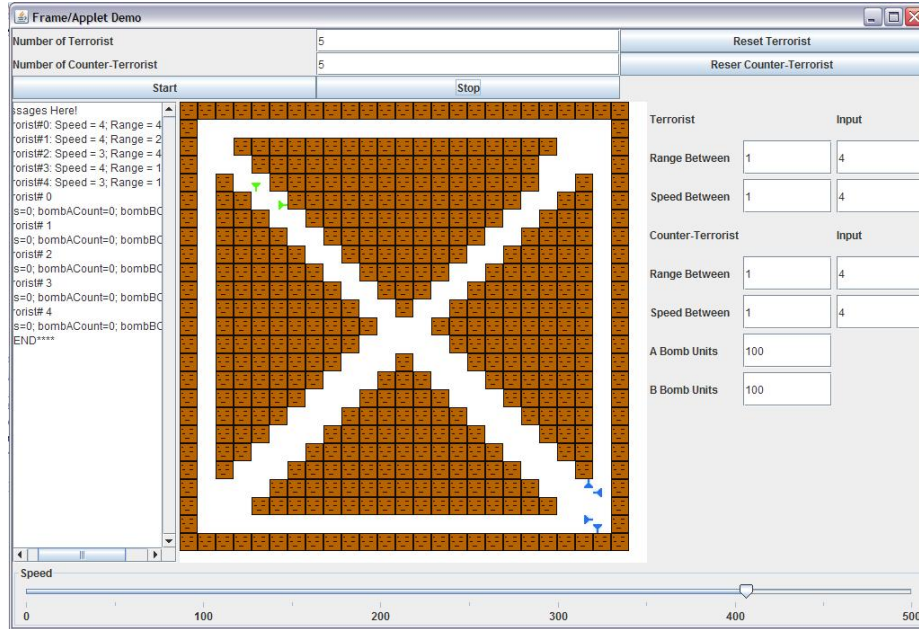 Frame/Applet Demo
Number of Terrorist 5 Reset Terrorist
Number of Counter-Terrorist 5 Reser Counter-Terrorist
Start Stop
ssages Here!
rorist#0: Speed = 4; Range = 4
rorist#1: Speed = 4; Range = 2
rorist#2: Speed = 3; Range = 4
rorist#3: Speed = 4; Range = 1
rorist#4: Speed = 3; Range = 1
rorist# 0
s=0; bombACount=0; bombBC
rorist# 1
s=0; bombACount=0; bombBC
rorist# 2
s=0; bombACount=0; bombBC
rorist# 3
s=0; bombACount=0; bombBC
rorist# 4
s=0; bombACount=0; bombBC
END****
Terrorist Input
Range Between 1 4
Speed Between 1 4
Counter-Terrorist Input
Range Between 1 4
Speed Between 1 4
A Bomb Units 100
B Bomb Units 100
Speed
0 100 200 300 400 500